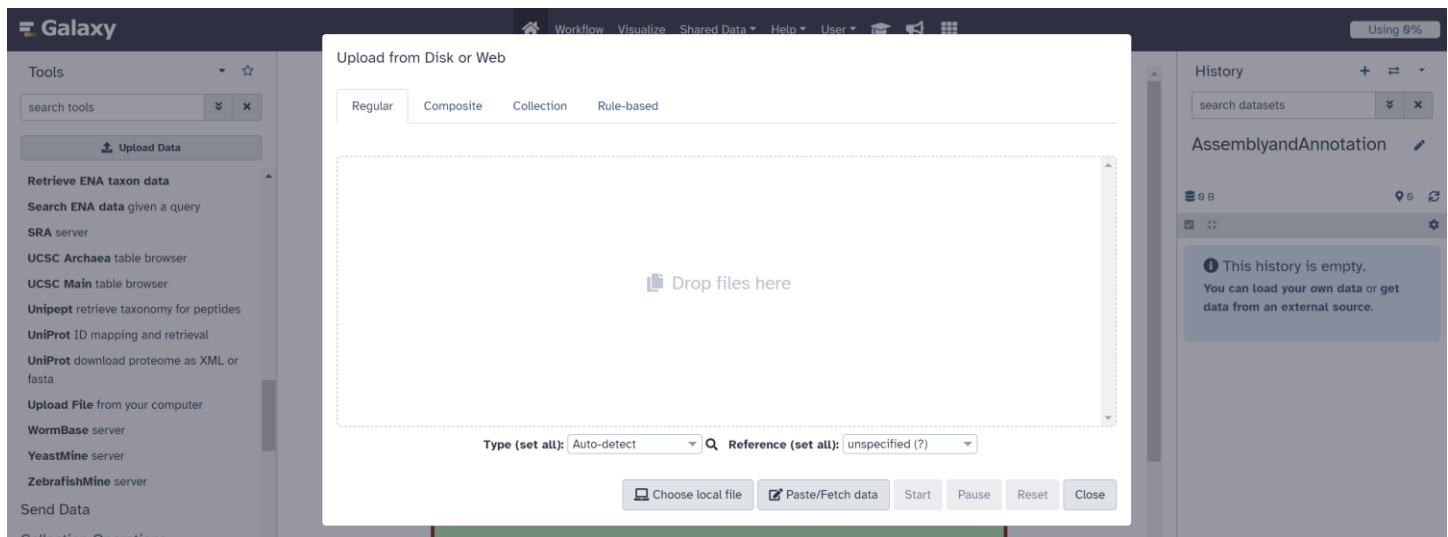 Galaxy
Workflow Visualize Shared Data Help User
Using 0%
Tools
search tools
Upload Data
Retrieve ENA taxon data
Search ENA data given a query
SRA server
UCSC Archaea table browser
UCSC Main table browser
Unipept retrieve taxonomy for peptides
UniProt ID mapping and retrieval
UniProt download proteome as XML or
fasta
Upload File from your computer
WormBase server
YeastMine server
ZebrafishMine server
Send Data
Upload from Disk or Web
Regular Composite Collection Rule-based
Drop files here
Type (set all): Auto-detect Reference (set all): unspecified (?)
Choose local file Paste/Fetch data Start Pause Reset Close
History
search datasets
AssemblyandAnnotation
0 B 0
This history is empty.
You can load your own data or get
data from an external source.